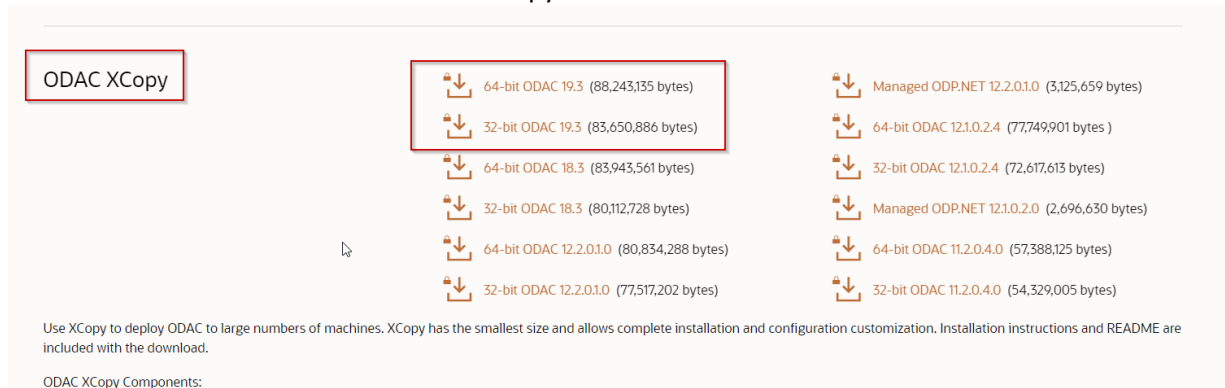 ODAC XCopy
64-bit ODAC 19.3 (88,243,135 bytes)
32-bit ODAC 19.3 (83,650,886 bytes)
64-bit ODAC 18.3 (83,943,561 bytes)
32-bit ODAC 18.3 (80,112,728 bytes)
64-bit ODAC 12.2.0.1.0 (80,834,288 bytes)
32-bit ODAC 12.2.0.1.0 (77,517,202 bytes)
Managed ODP.NET 12.2.0.1.0 (3,125,659 bytes)
64-bit ODAC 12.1.0.2.4 (77,749,901 bytes )
32-bit ODAC 12.1.0.2.4 (72,617,613 bytes)
Managed ODP.NET 12.1.0.2.0 (2,696,630 bytes)
64-bit ODAC 11.2.0.4.0 (57,388,125 bytes)
32-bit ODAC 11.2.0.4.0 (54,329,005 bytes)
Use XCopy to deploy ODAC to large numbers of machines. XCopy has the smallest size and allows complete installation and configuration customization. Installation instructions and README are
included with the download.
ODAC XCopy Components: